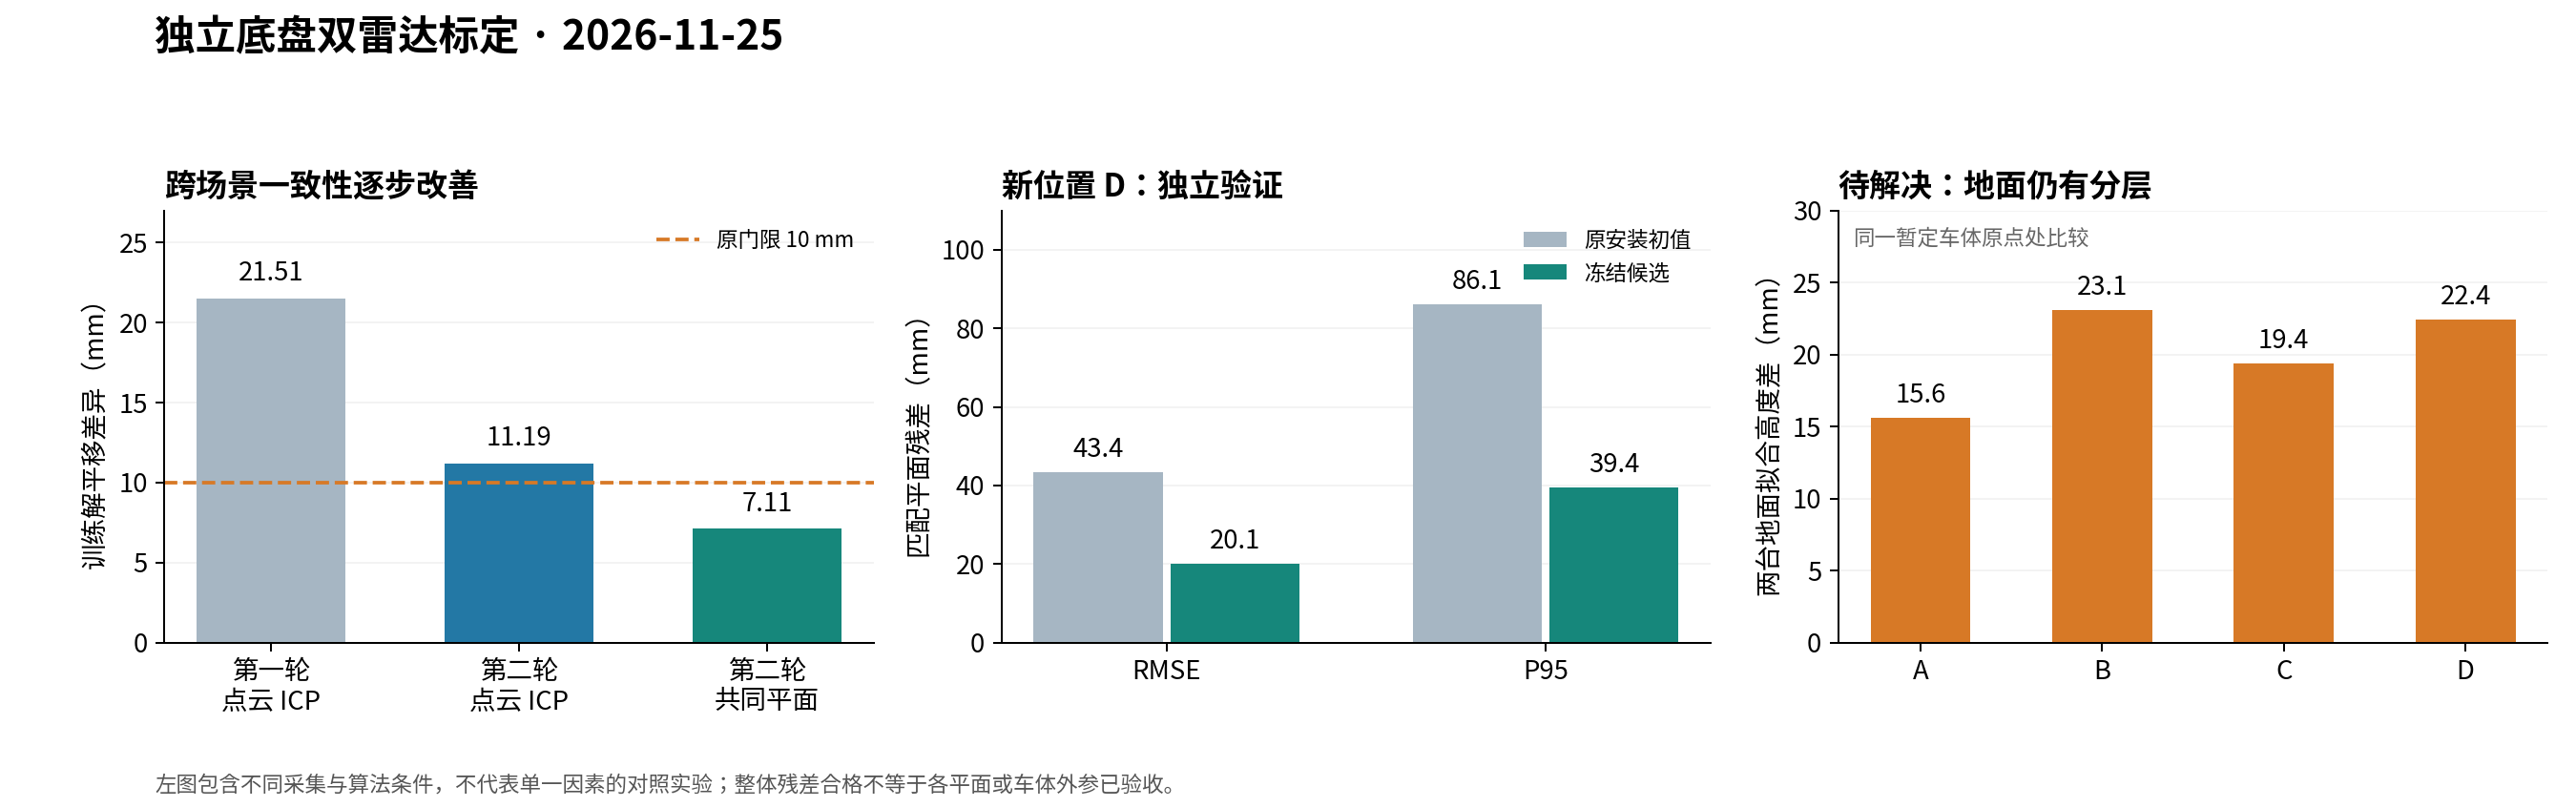 独立底盘双雷达标定 · 2026-11-25
跨场景一致性逐步改善
训练解平移差异（mm）
25
20
15
10
5
0
原门限 10 mm
21.51
11.19
7.11
第一轮
点云 ICP
第二轮
点云 ICP
第二轮
共同平面
新位置 D：独立验证
匹配平面残差（mm）
100
80
60
40
20
0
原安装初值
冻结候选
43.4
20.1
86.1
39.4
RMSE
P95
待解决：地面仍有分层
两台地面拟合高度差（mm）
30
25
20
15
10
5
0
同一暂定车体原点处比较
15.6
23.1
19.4
22.4
A
B
C
D
左图包含不同采集与算法条件，不代表单一因素的对照实验；整体残差合格不等于各平面或车体外参已验收。